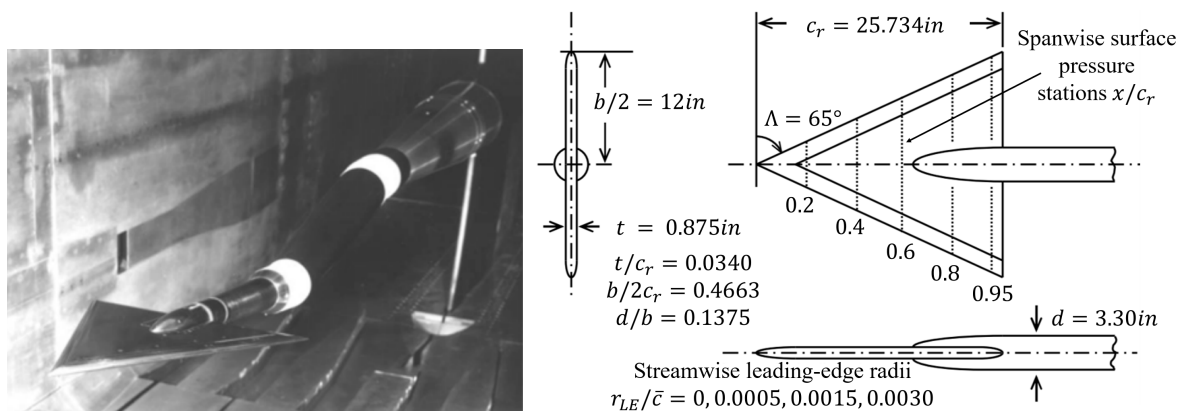 c_r = 25.734in
Spanwise surface
pressure
stations x/c_r
b/2 = 12in
Λ = 65°
0.2
0.4
0.6
0.8
0.95
t = 0.875in
t/c_r = 0.0340
b/2c_r = 0.4663
d/b = 0.1375
d = 3.30in
Streamwise leading-edge radii
r_LE/c̄ = 0, 0.0005, 0.0015, 0.0030